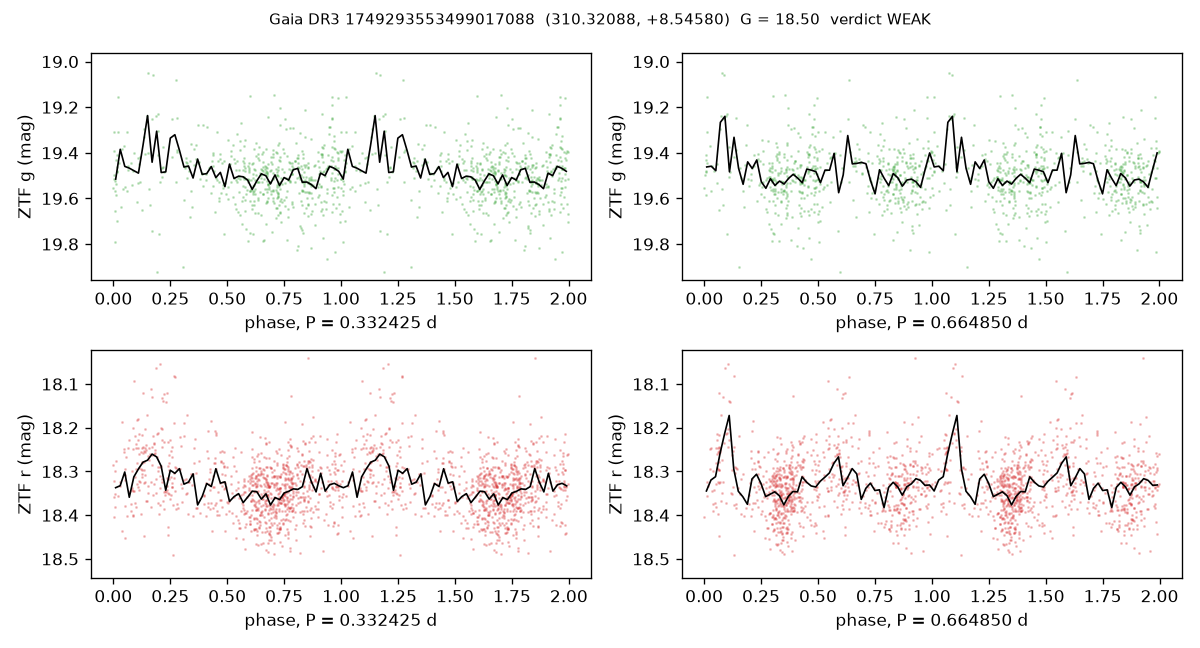 Gaia DR3 1749293553499017088 (310.32088, +8.54580) G = 18.50 verdict WEAK
ZTF g (mag)
19.0
19.2
19.4
19.6
19.8
0.00 0.25 0.50 0.75 1.00 1.25 1.50 1.75 2.00
phase, P = 0.332425 d
ZTF g (mag)
19.0
19.2
19.4
19.6
19.8
0.00 0.25 0.50 0.75 1.00 1.25 1.50 1.75 2.00
phase, P = 0.664850 d
ZTF r (mag)
18.1
18.2
18.3
18.4
18.5
0.00 0.25 0.50 0.75 1.00 1.25 1.50 1.75 2.00
phase, P = 0.332425 d
ZTF r (mag)
18.1
18.2
18.3
18.4
18.5
0.00 0.25 0.50 0.75 1.00 1.25 1.50 1.75 2.00
phase, P = 0.664850 d